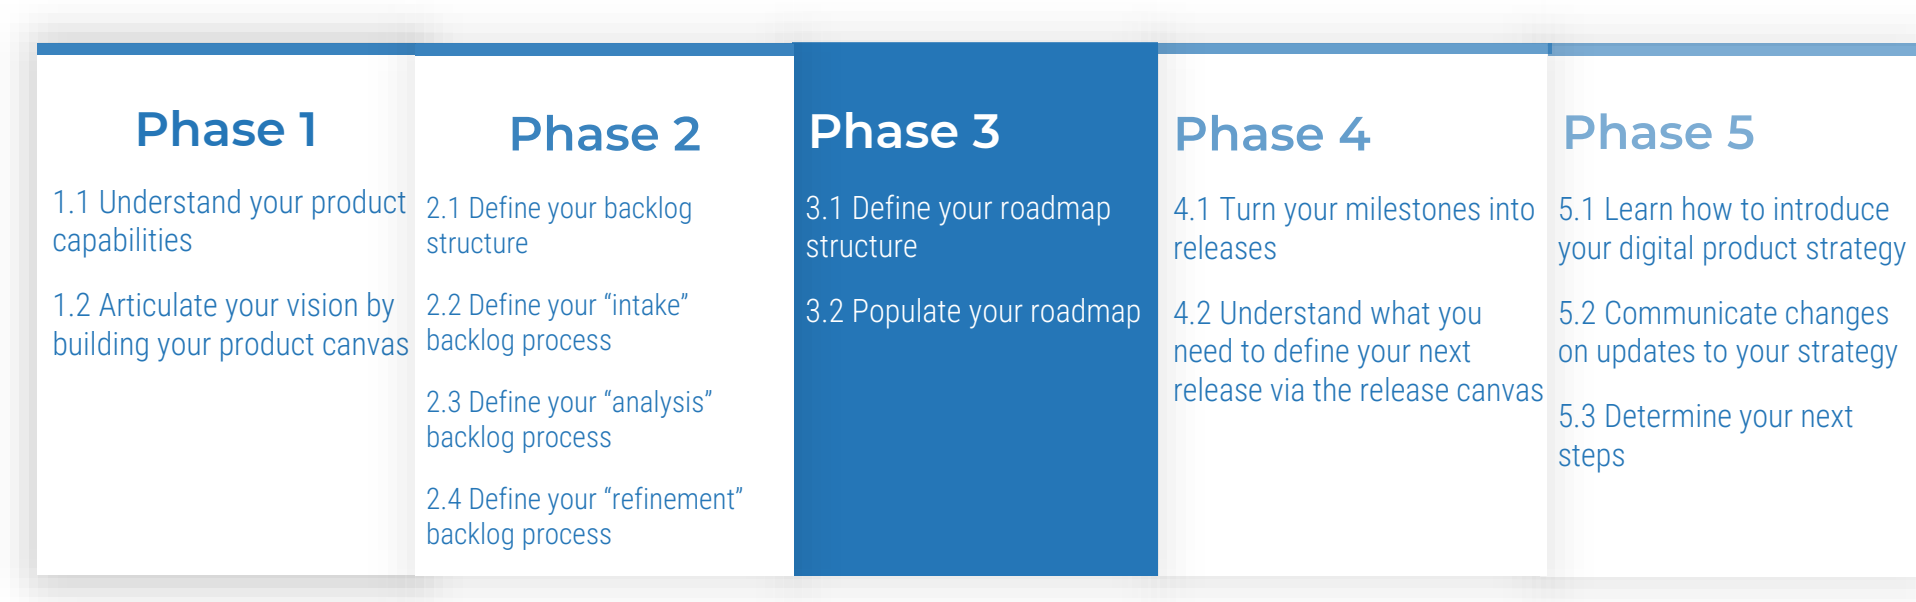 Phase 1
1.1 Understand your product
capabilities
1.2 Articulate your vision by
building your product canvas
Phase 2
2.1 Define your backlog
structure
2.2 Define your “intake”
backlog process
2.3 Define your “analysis”
backlog process
2.4 Define your “refinement”
backlog process
Phase 3
3.1 Define your roadmap
structure
3.2 Populate your roadmap
Phase 4
4.1 Turn your milestones into
releases
4.2 Understand what you
need to define your next
release via the release canvas
Phase 5
5.1 Learn how to introduce
your digital product strategy
5.2 Communicate changes
on updates to your strategy
5.3 Determine your next
steps